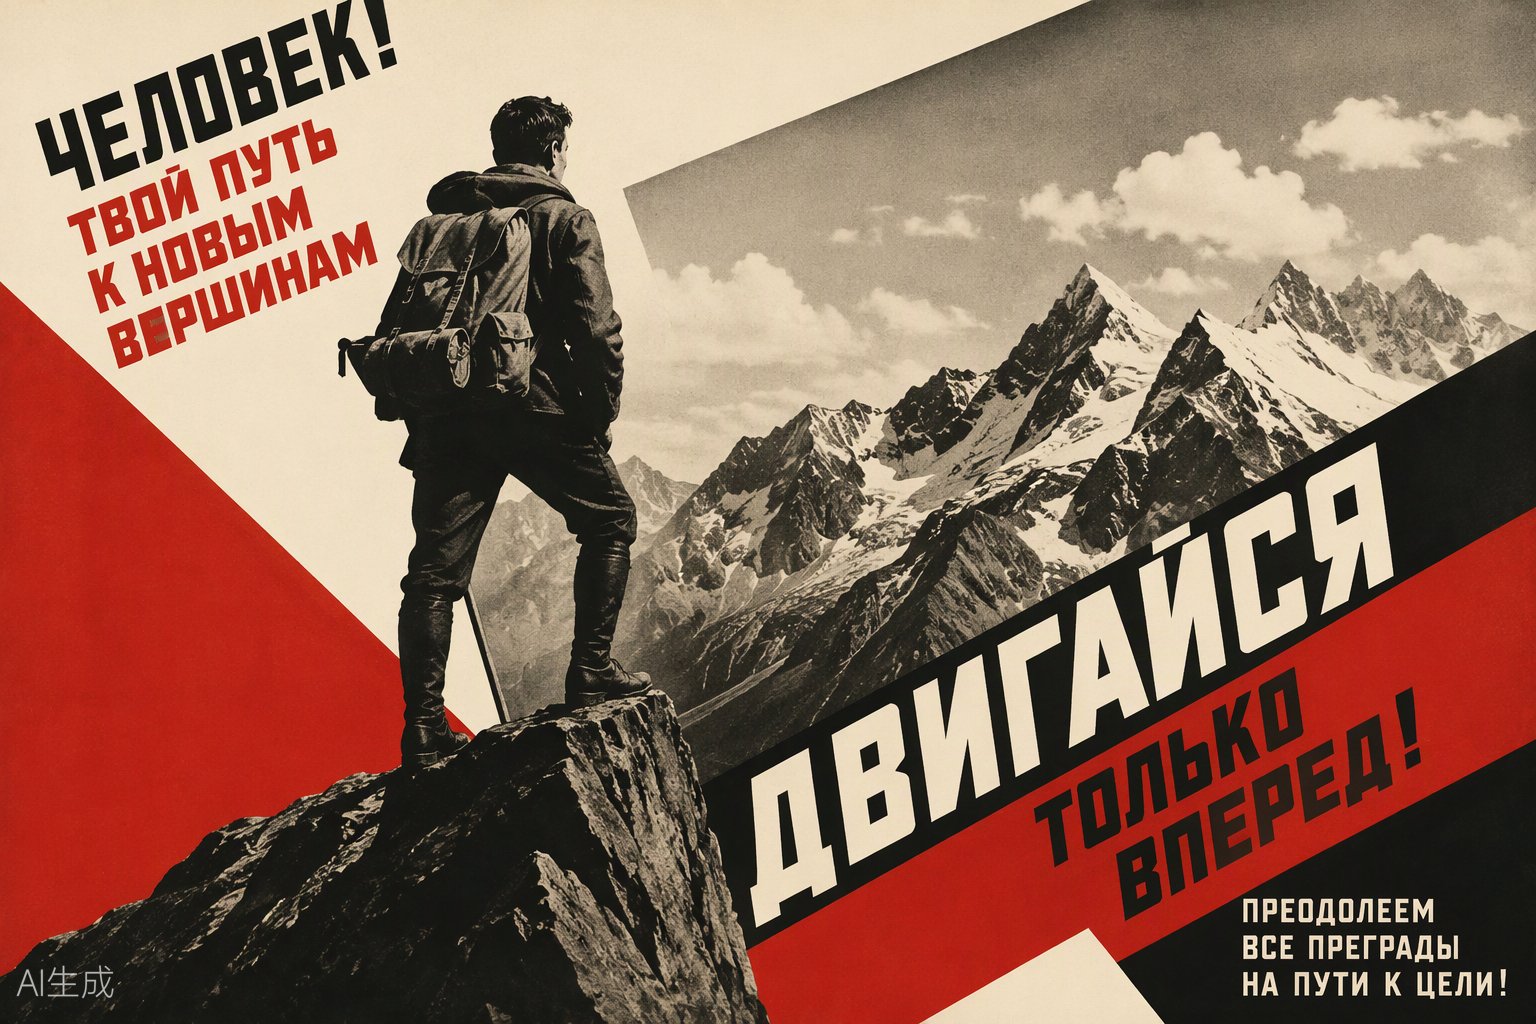 ЧЕЛОВЕК!
ТВОЙ ПУТЬ
К НОВЫМ
ВЕРШИНАМ
ДВИГАЙСЯ
ТОЛЬКО
ВПЕРЕД!
ПРЕОДОЛЕЕМ
ВСЕ ПРЕГРАДЫ
НА ПУТИ К ЦЕЛИ!
AI生成